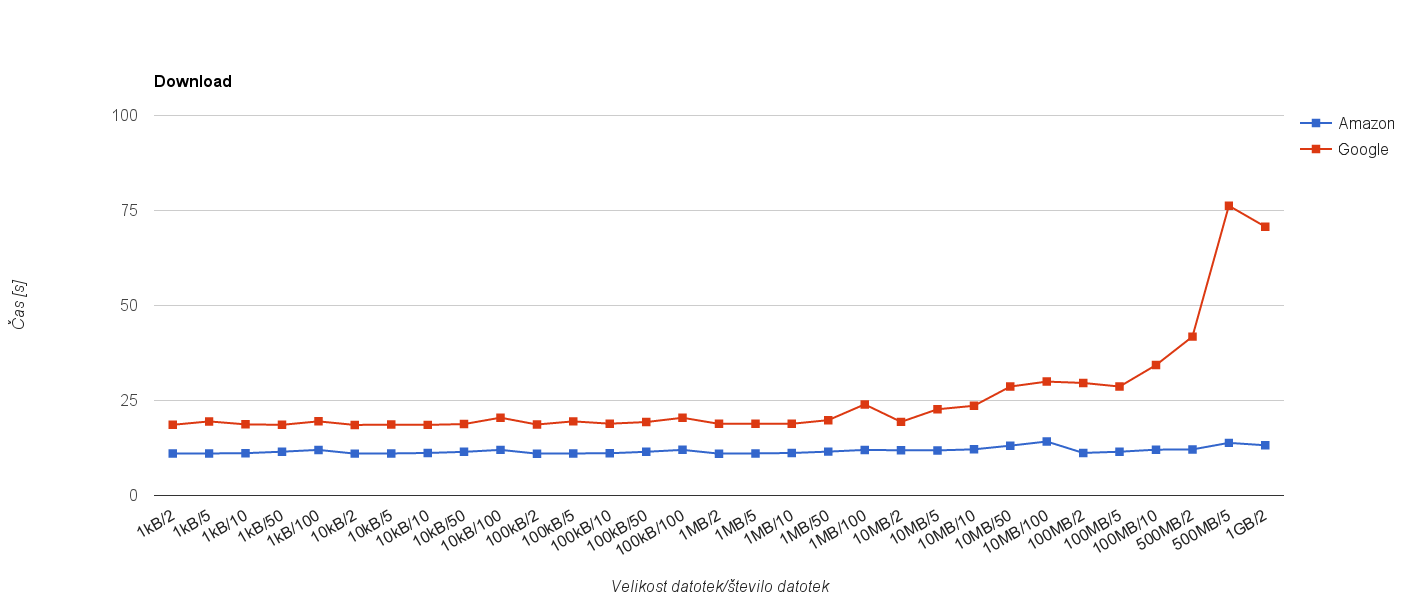 Download
100
75
50
25
0
Čas [s]
Amazon
Google
1kB/2
1kB/5
1kB/10
1kB/50
1kB/100
10kB/2
10kB/5
10kB/10
10kB/50
10kB/100
100kB/2
100kB/5
100kB/10
100kB/50
100kB/100
1MB/2
1MB/5
1MB/10
1MB/50
1MB/100
10MB/2
10MB/5
10MB/10
10MB/50
10MB/100
100MB/2
100MB/5
100MB/10
500MB/2
500MB/5
1GB/2
Velikost datotek/število datotek